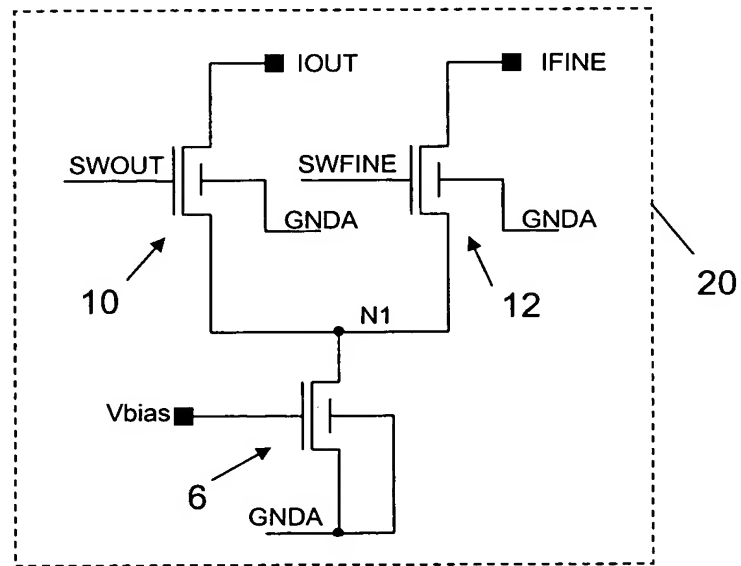 IOUT
IFINE
SWOUT
SWFINE
GNDA
GNDA
10
12
20
N1
Vbias
6
GNDA